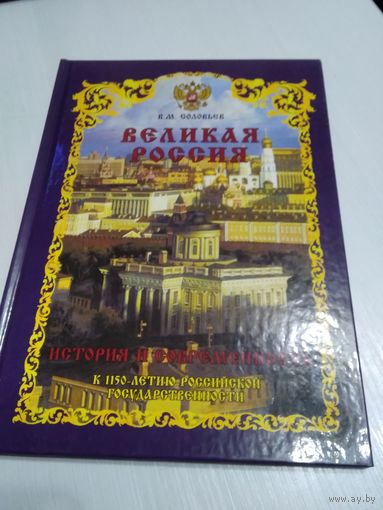 В.М. СОЛОВЬЕВ
ВЕЛИКАЯ
РОССИЯ
ИСТОРИЯ И СОВРЕМЕННОСТЬ
К 1150-ЛЕТИЮ РОССИЙСКОЙ
ГОСУДАРСТВЕННОСТИ
www.ay.by